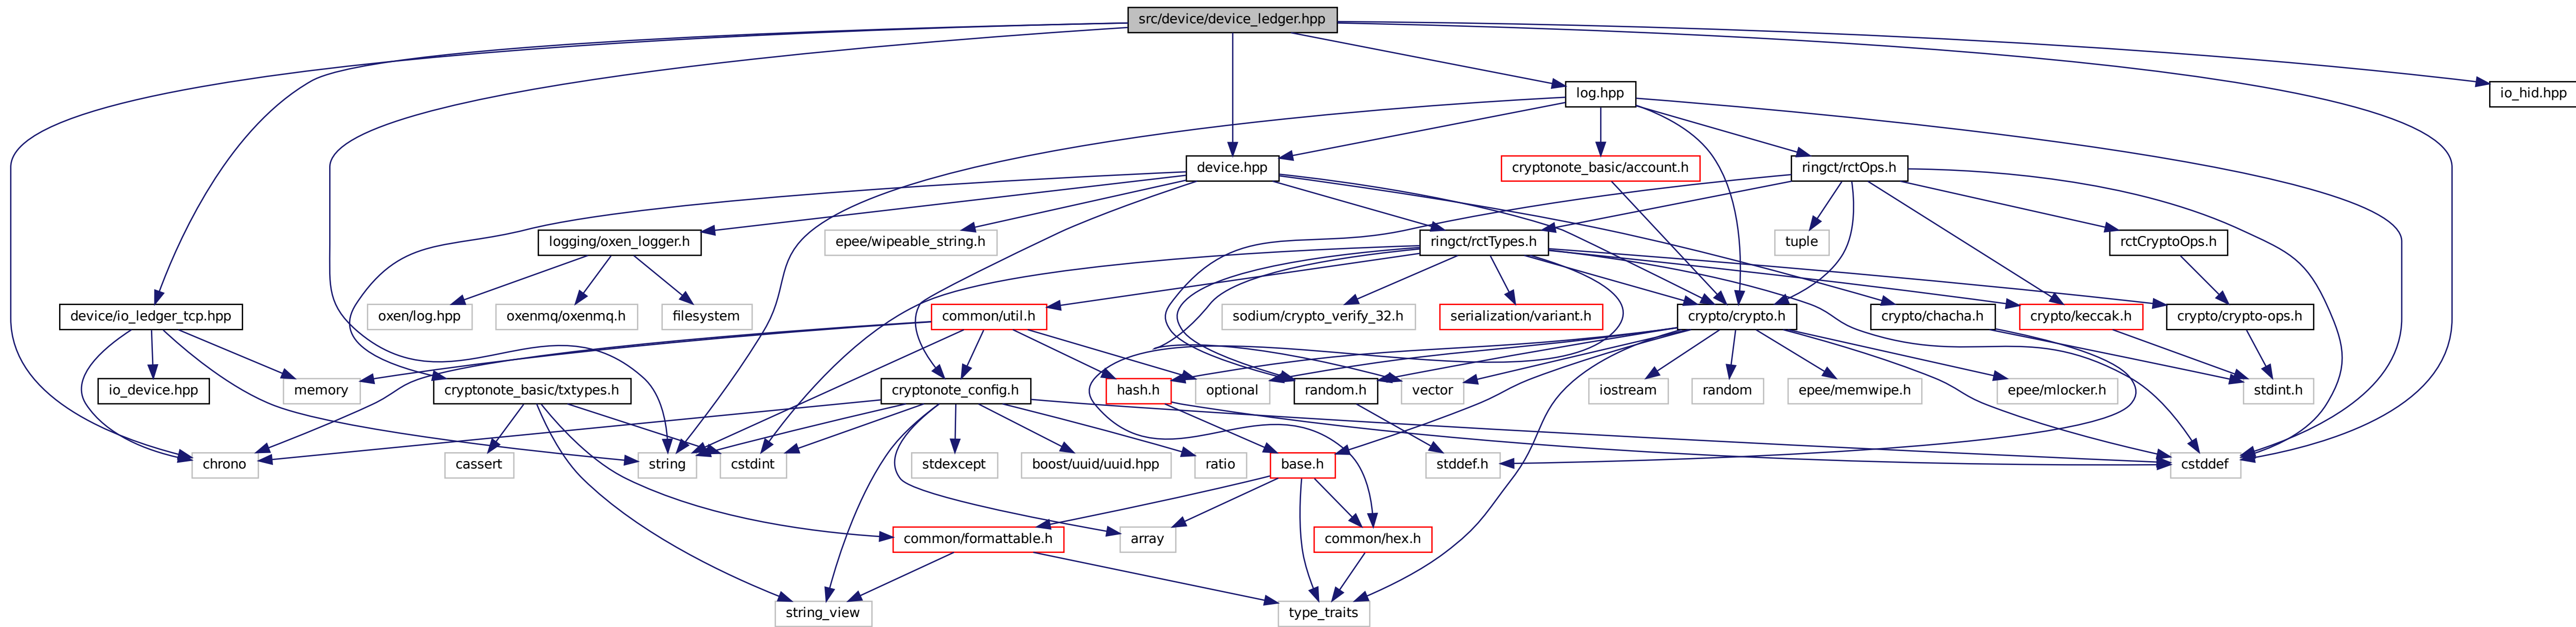 src/device/device_ledger.hpp
log.hpp
io_hid.hpp
device.hpp
cryptonote_basic/account.h
ringct/rctOps.h
logging/oxen_logger.h
epee/wipeable_string.h
ringct/rctTypes.h
tuple
rctCryptoOps.h
device/io_ledger_tcp.hpp
oxen/log.hpp
oxenmq/oxenmq.h
filesystem
common/util.h
sodium/crypto_verify_32.h
serialization/variant.h
crypto/crypto.h
crypto/chacha.h
crypto/keccak.h
crypto/crypto-ops.h
io_device.hpp
memory
cryptonote_basic/txtypes.h
cryptonote_config.h
hash.h
optional
random.h
vector
iostream
random
epee/memwipe.h
epee/mlocker.h
stdint.h
chrono
cassert
string
cstdint
stdexcept
boost/uuid/uuid.hpp
ratio
base.h
stddef.h
cstddef
common/formattable.h
array
common/hex.h
string_view
type_traits